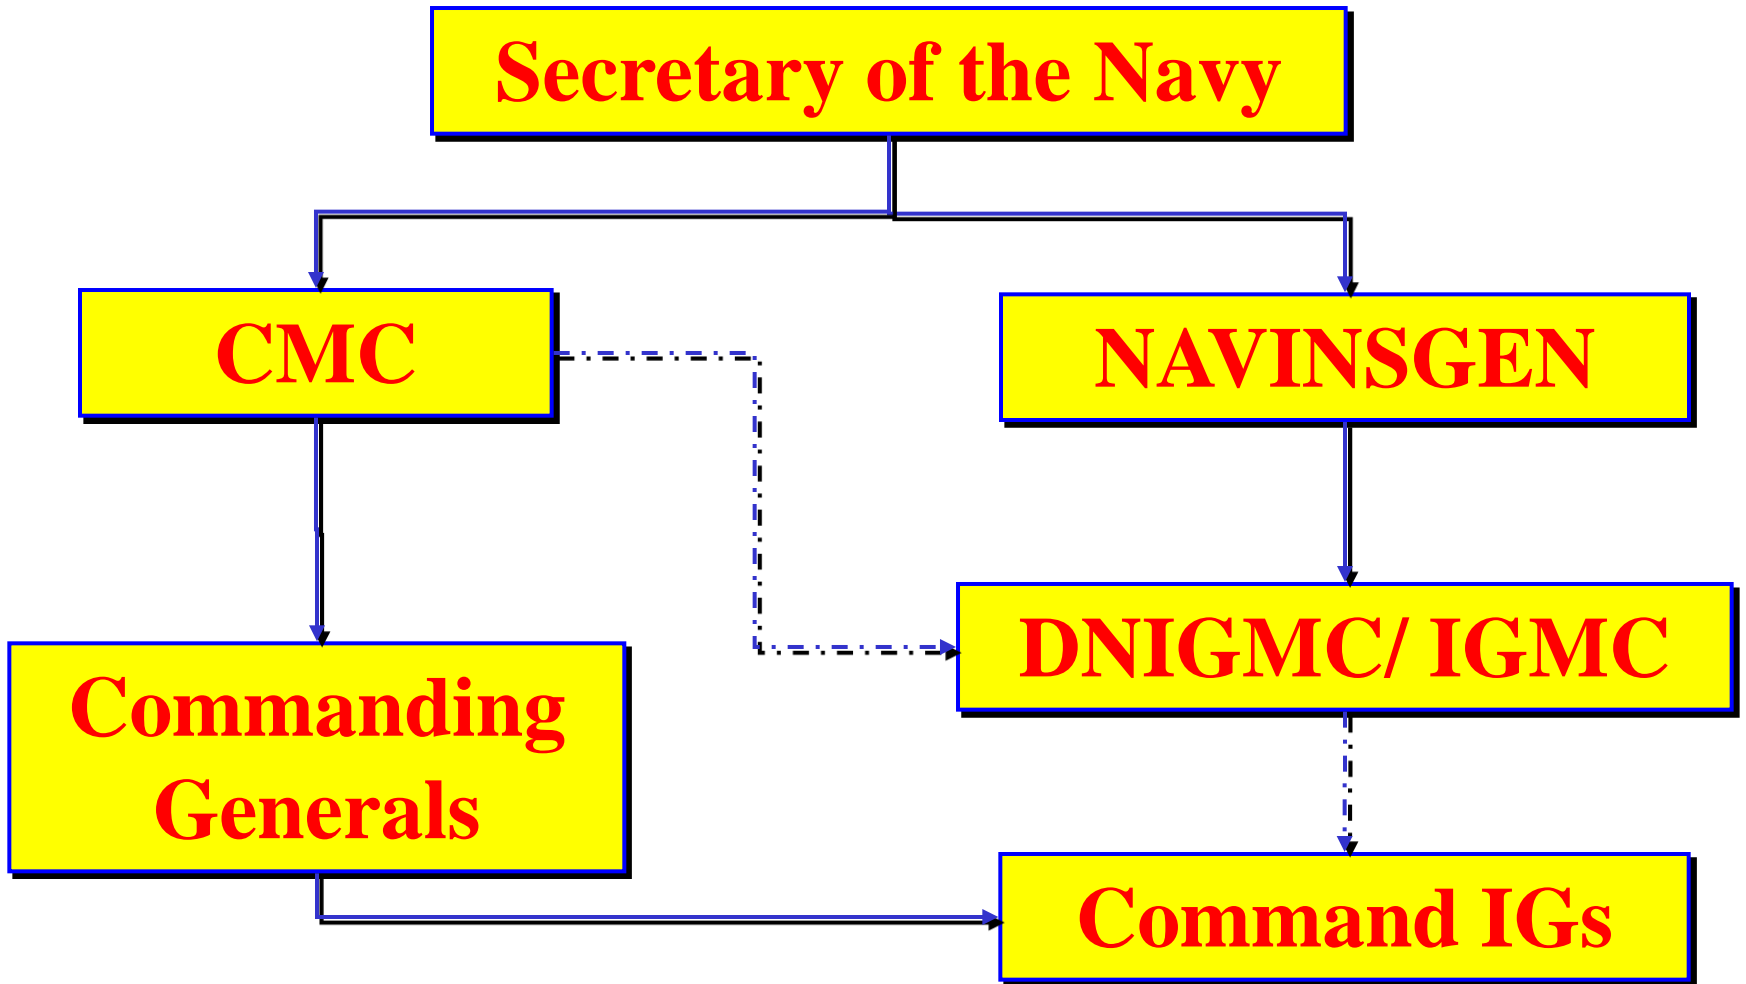 Secretary of the Navy
CMC
NAVINSGEN
DNIGMC/ IGMC
Commanding
Generals
Command IGs